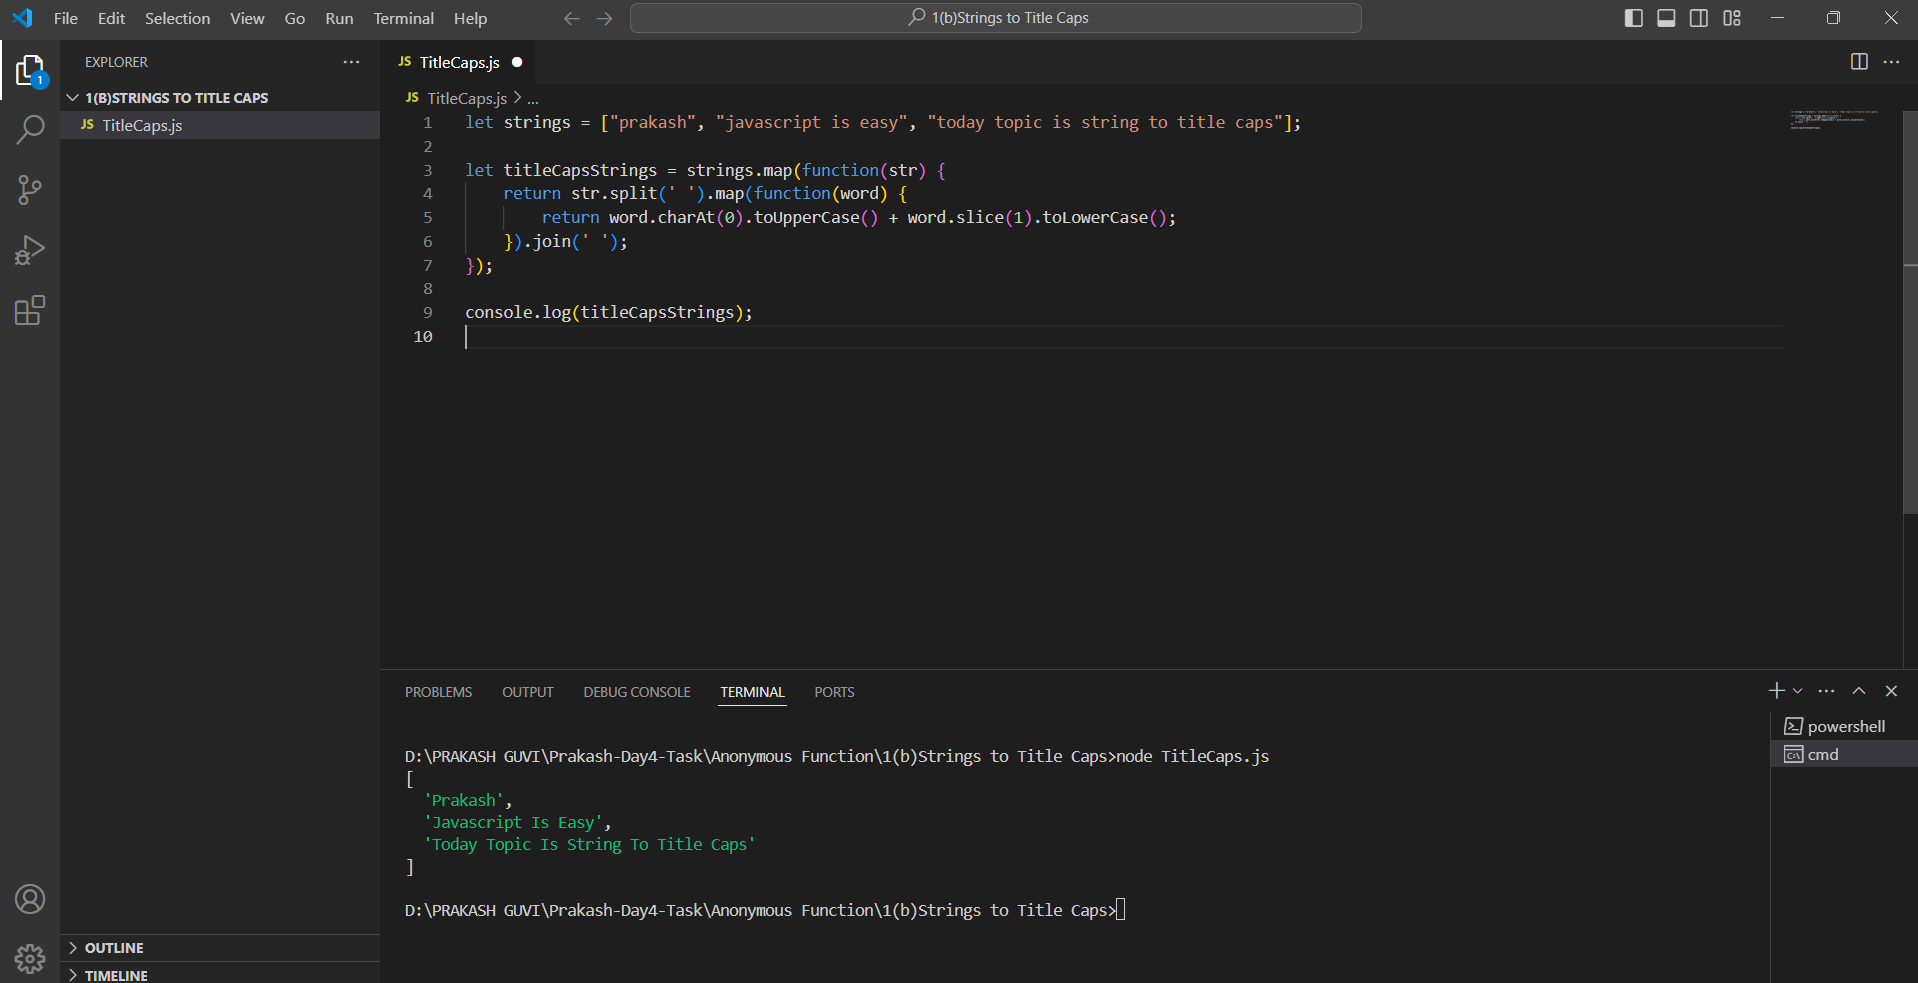 File Edit Selection View Go Run Terminal Help 1(b)Strings to Title Caps
EXPLORER ...
1(B)STRINGS TO TITLE CAPS
JS TitleCaps.js
1
OUTLINE
TIMELINE
JS TitleCaps.js
JS TitleCaps.js > ...
1 let strings = ["prakash", "javascript is easy", "today topic is string to title caps"];
2
3 let titleCapsStrings = strings.map(function(str) {
4     return str.split(' ').map(function(word) {
5         return word.charAt(0).toUpperCase() + word.slice(1).toLowerCase();
6     }).join(' ');
7 });
8
9 console.log(titleCapsStrings);
10
PROBLEMS OUTPUT DEBUG CONSOLE TERMINAL PORTS
D:\PRAKASH GUVI\Prakash-Day4-Task\Anonymous Function\1(b)Strings to Title Caps>node TitleCaps.js
[
  'Prakash',
  'Javascript Is Easy',
  'Today Topic Is String To Title Caps'
]
D:\PRAKASH GUVI\Prakash-Day4-Task\Anonymous Function\1(b)Strings to Title Caps>
powershell
cmd